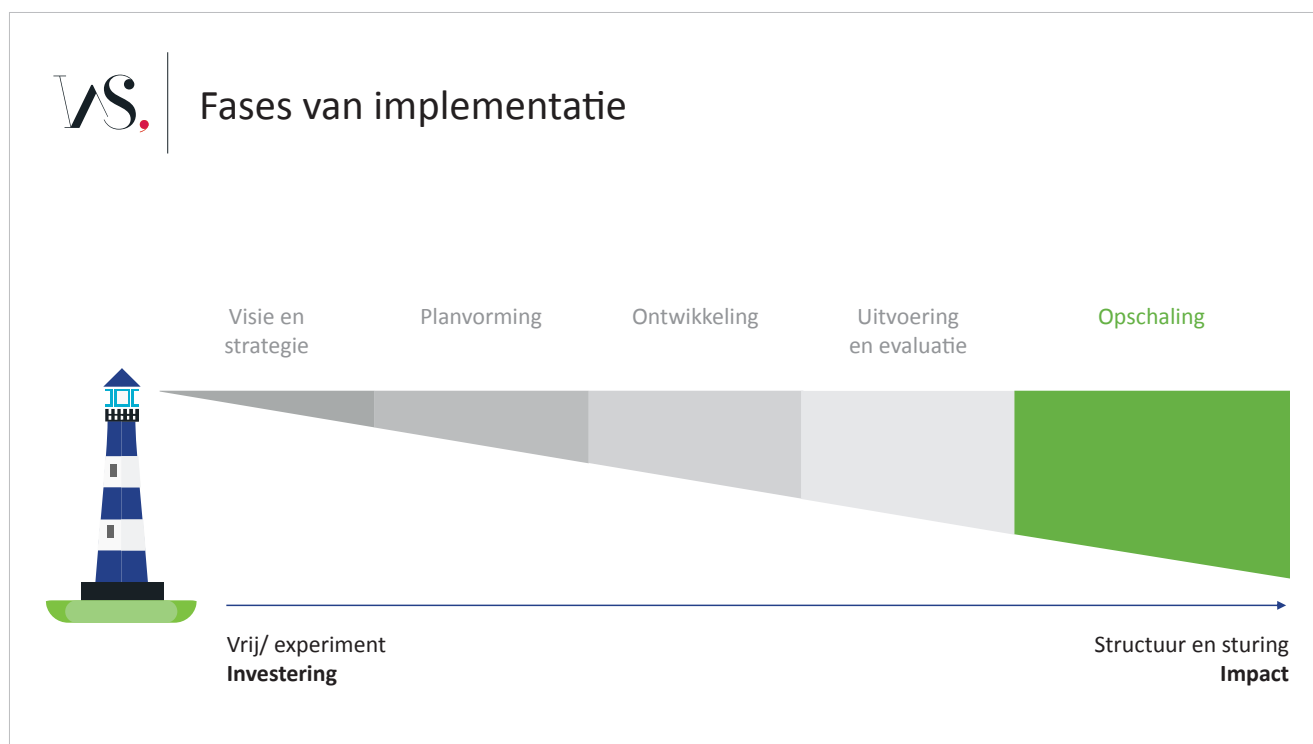 VAS,
Fases van implementatie
Visie en
strategie
Planvorming
Ontwikkeling
Uitvoering
en evaluatie
Opschaling
Vrij/ experiment
Investering
Structuur en sturing
Impact